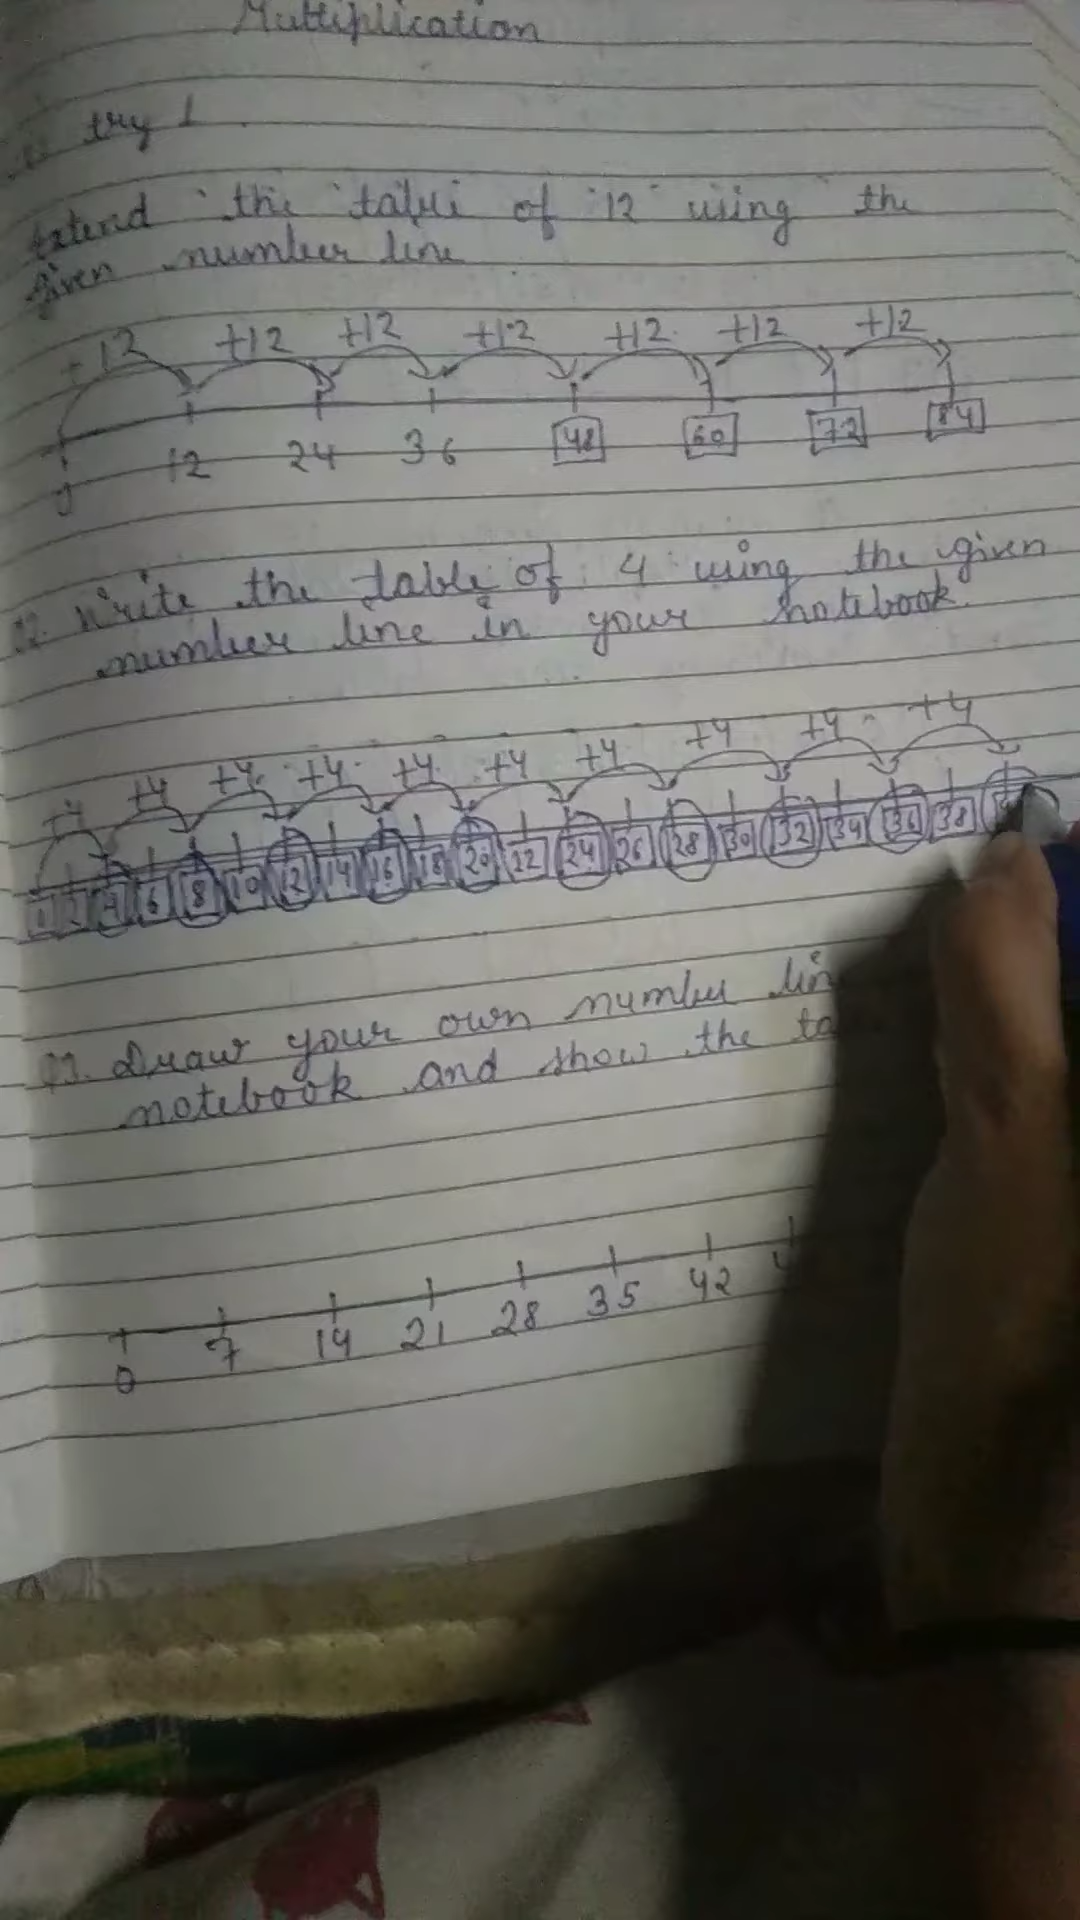 Multiplication
try 1
Extend the table of 12 using the
given number line
+12 +12 +12 +12 +12 +12 +12
0 12 24 36 48 60 72 84
Q2. Write the table of 4 using the given
number line in your notebook.
+4 +4 +4 +4 +4 +4 +4 +4 +4 +4
0 2 4 6 8 10 12 14 16 18 20 22 24 26 28 30 32 34 36 38
Q3. Draw your own number
notebook and show the
0 7 14 21 28 35 42